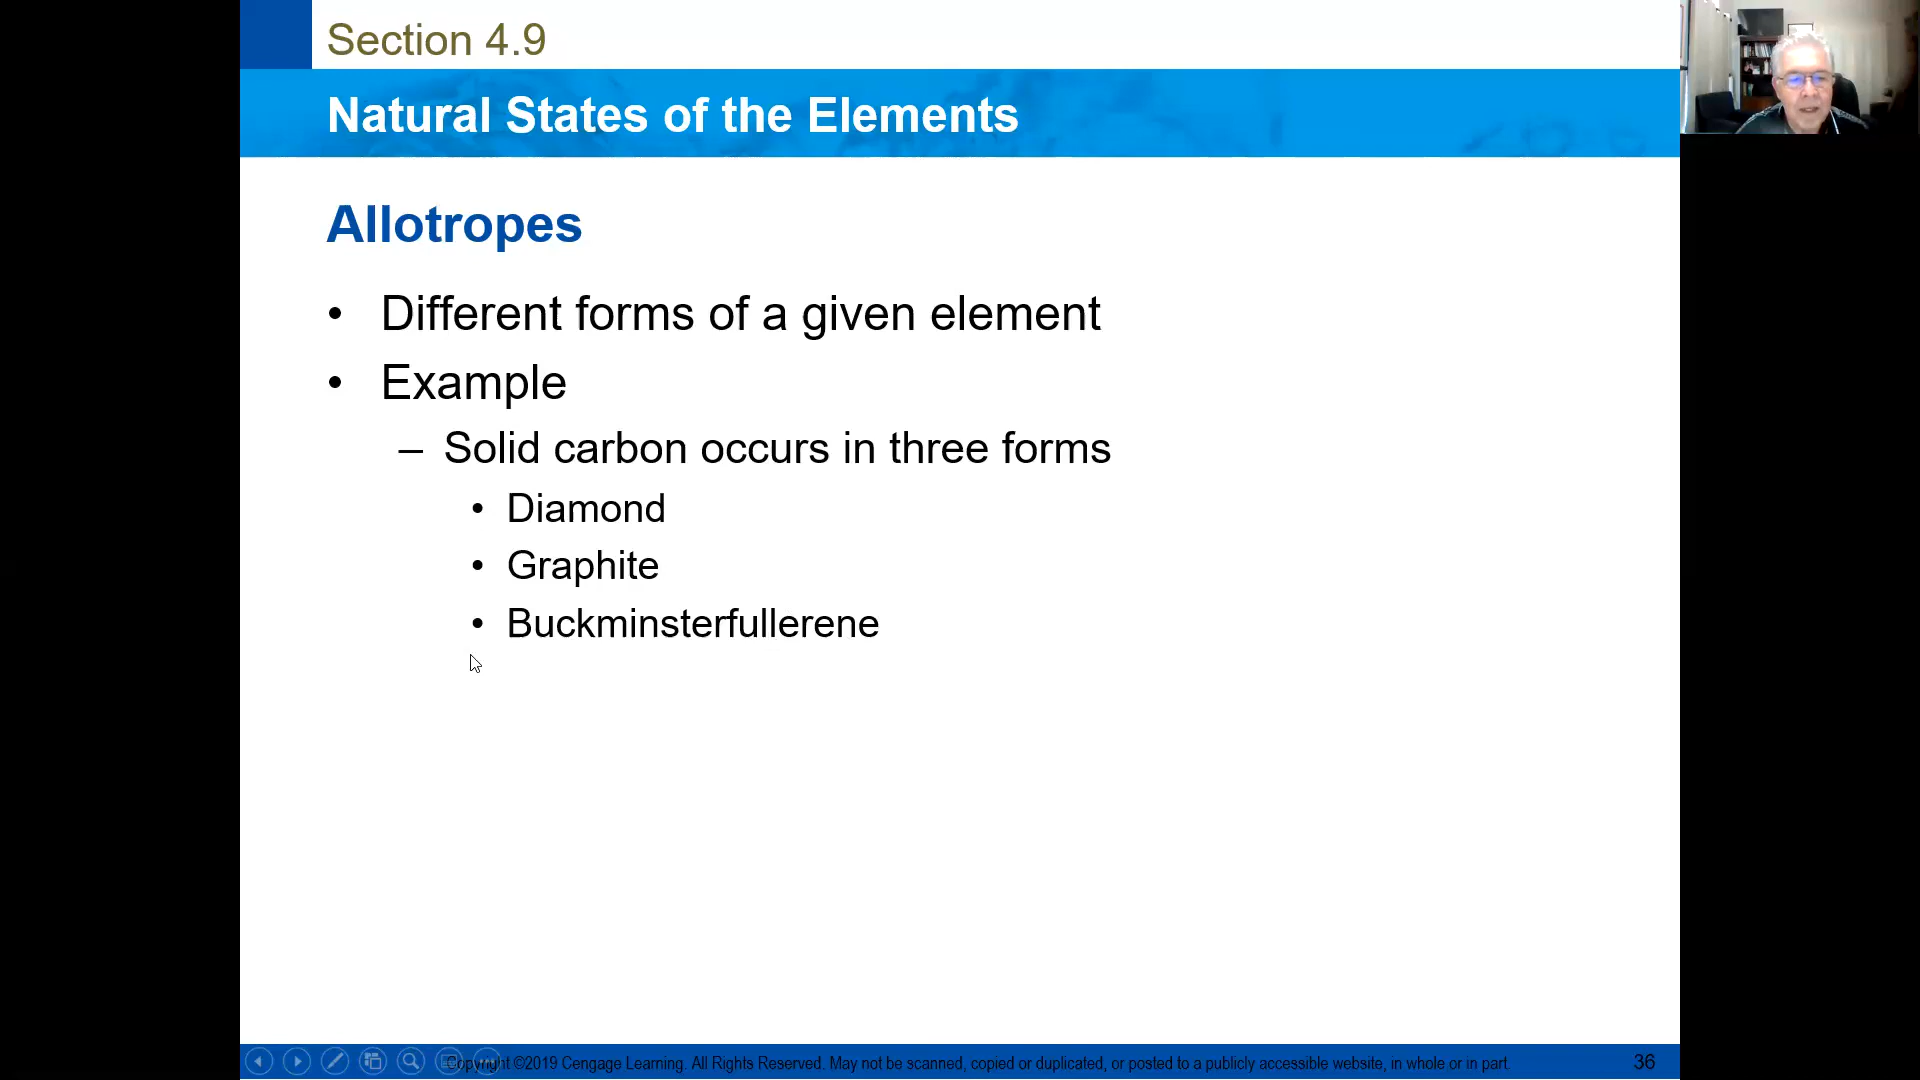 Section 4.9
Natural States of the Elements
Allotropes
• Different forms of a given element
• Example
– Solid carbon occurs in three forms
• Diamond
• Graphite
• Buckminsterfullerene
Copyright ©2019 Cengage Learning. All Rights Reserved. May not be scanned, copied or duplicated, or posted to a publicly accessible website, in whole or in part.
36